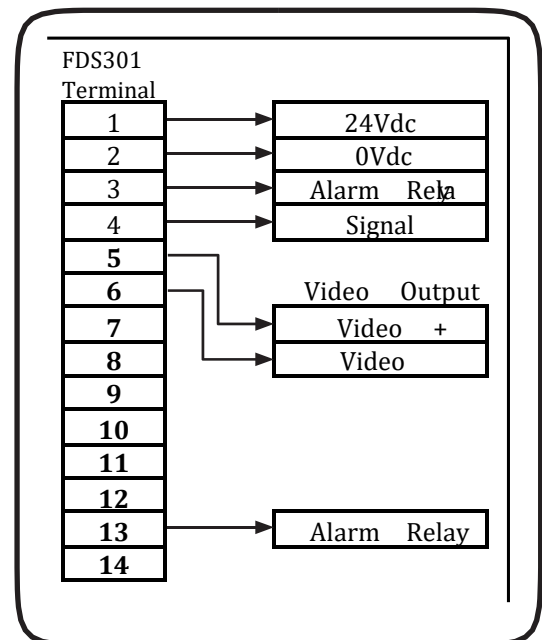 FDS301
Terminal
1 24Vdc
2 0Vdc
3 Alarm
4 Signal
5
6 Video Output
7 Video +
8 Video
9
10
11
12
13 Alarm Relay
14